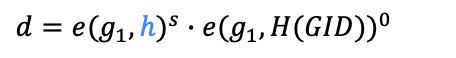 d = e(g₁, h)ˢ · e(g₁, H(GID))⁰